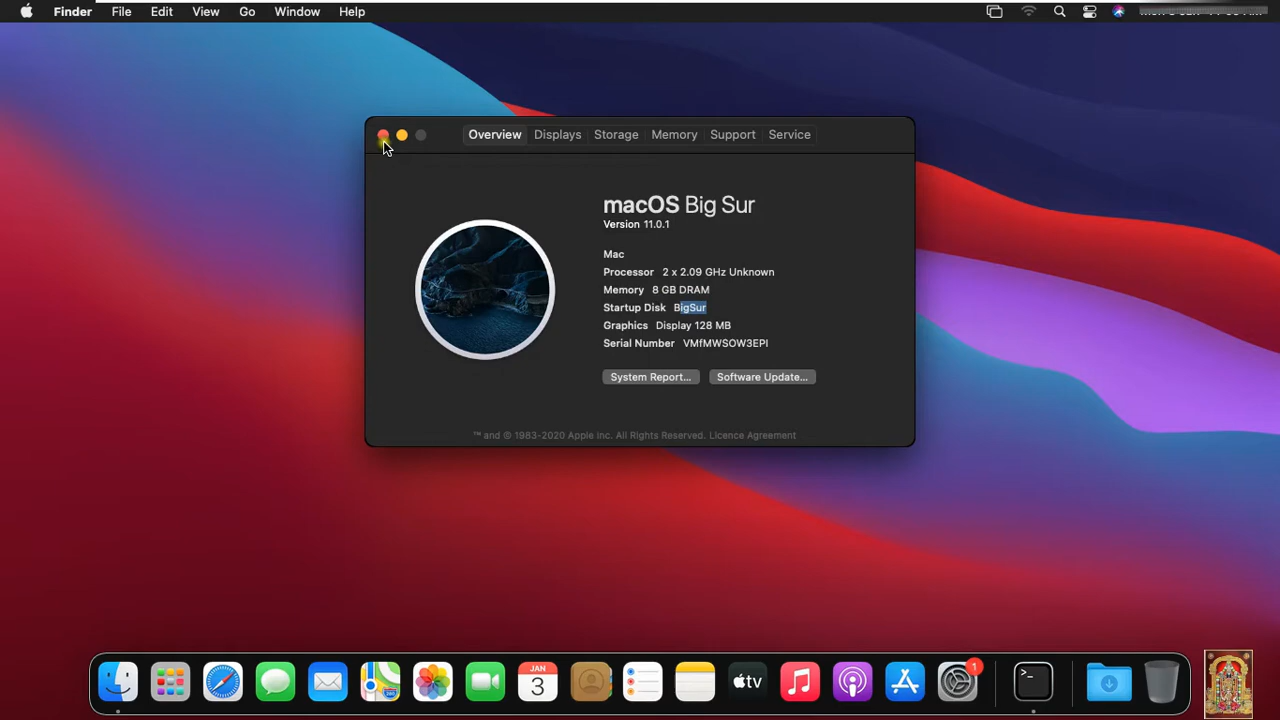 Finder File Edit View Go Window Help
Overview Displays Storage Memory Support Service
macOS Big Sur
Version 11.0.1
Mac
Processor 2 x 2.09 GHz Unknown
Memory 8 GB DRAM
Startup Disk BigSur
Graphics Display 128 MB
Serial Number VMfMWSOW3EPI
System Report... Software Update...
™ and © 1983-2020 Apple Inc. All Rights Reserved. Licence Agreement
JAN
3
tv
1
>_